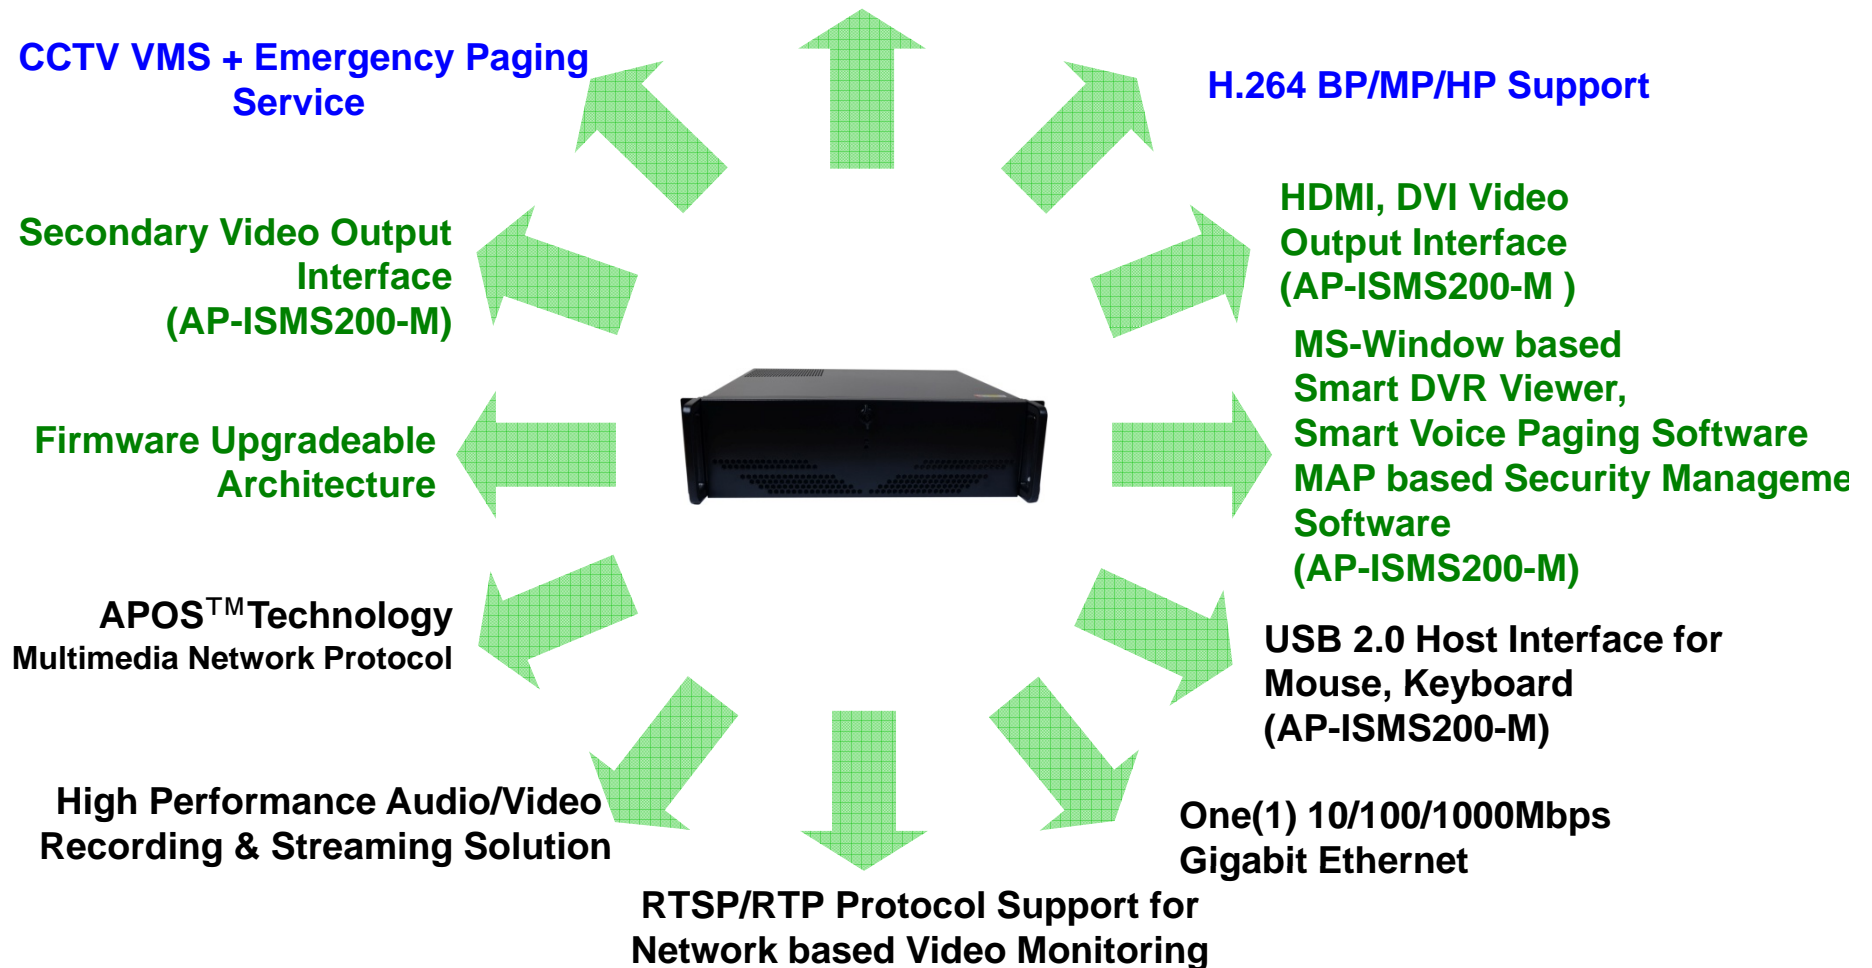 CCTV VMS + Emergency Paging
Service
H.264 BP/MP/HP Support
Secondary Video Output
Interface
(AP-ISMS200-M)
HDMI, DVI Video
Output Interface
(AP-ISMS200-M )
Firmware Upgradeable
Architecture
MS-Window based
Smart DVR Viewer,
Smart Voice Paging Software
MAP based Security Manageme
Software
(AP-ISMS200-M)
APOS™Technology
Multimedia Network Protocol
USB 2.0 Host Interface for
Mouse, Keyboard
(AP-ISMS200-M)
High Performance Audio/Video
Recording & Streaming Solution
One(1) 10/100/1000Mbps
Gigabit Ethernet
RTSP/RTP Protocol Support for
Network based Video Monitoring